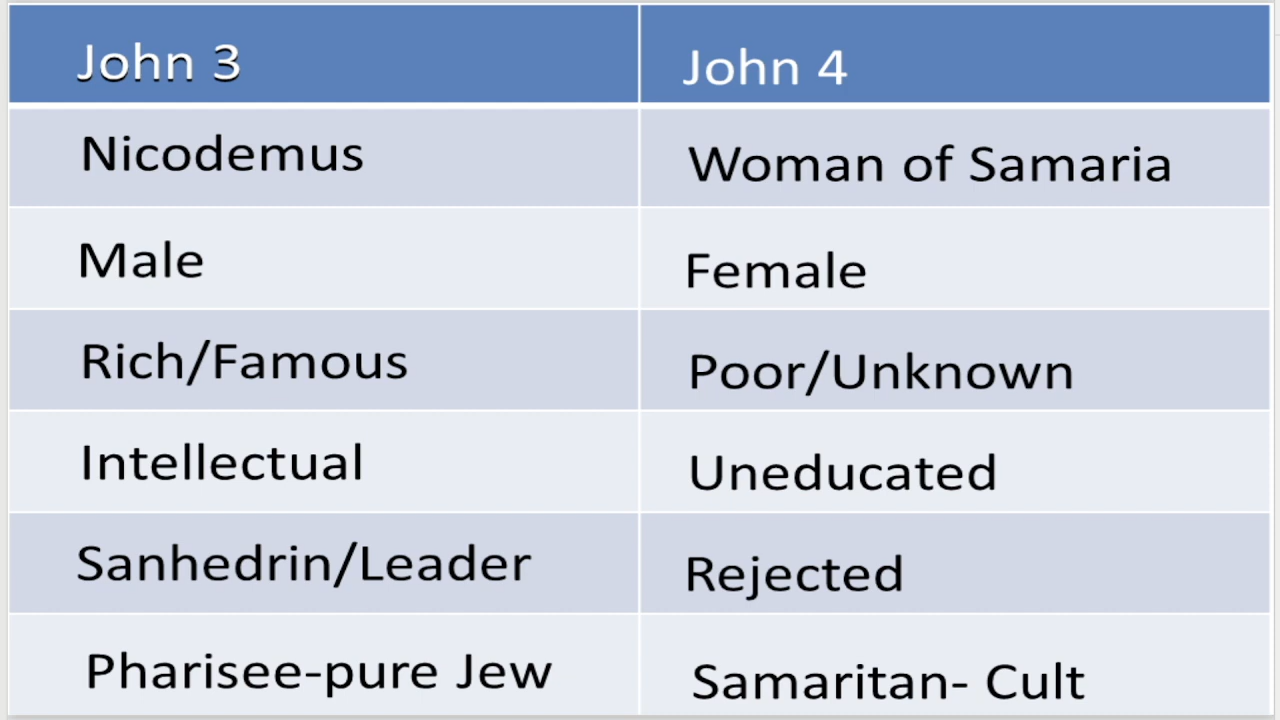 John 3 John 4
Nicodemus Woman of Samaria
Male Female
Rich/Famous Poor/Unknown
Intellectual Uneducated
Sanhedrin/Leader Rejected
Pharisee-pure Jew Samaritan- Cult